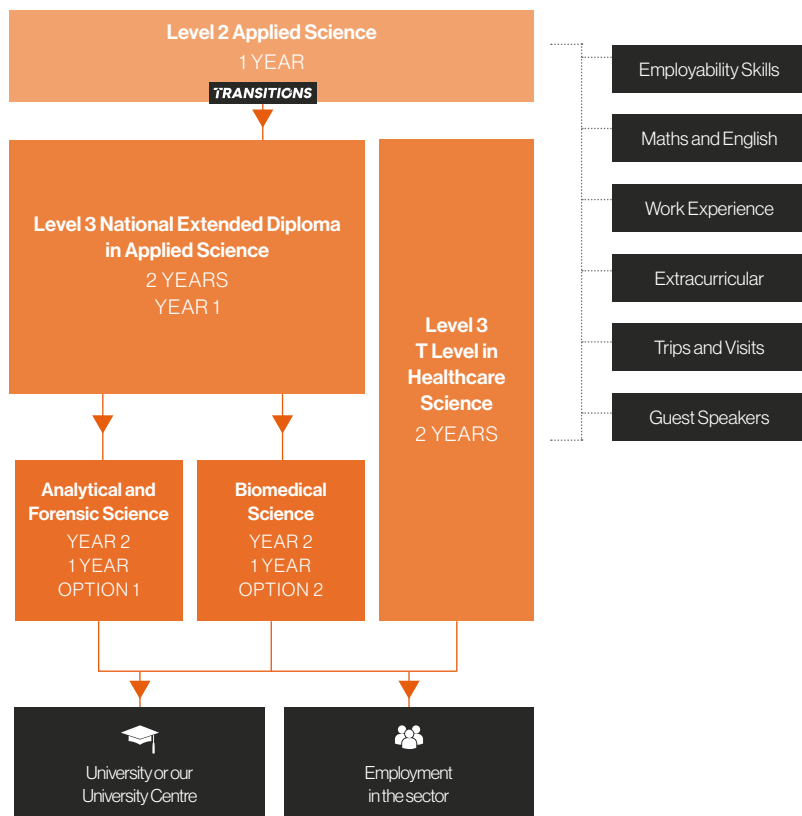 Level 2 Applied Science
1 YEAR
TRANSITIONS
Level 3 National Extended Diploma
in Applied Science
2 YEARS
YEAR 1
Level 3
T Level in
Healthcare
Science
2 YEARS
Analytical and
Forensic Science
YEAR 2
1 YEAR
OPTION 1
Biomedical
Science
YEAR 2
1 YEAR
OPTION 2
University or our
University Centre
Employment
in the sector
Employability Skills
Maths and English
Work Experience
Extracurricular
Trips and Visits
Guest Speakers